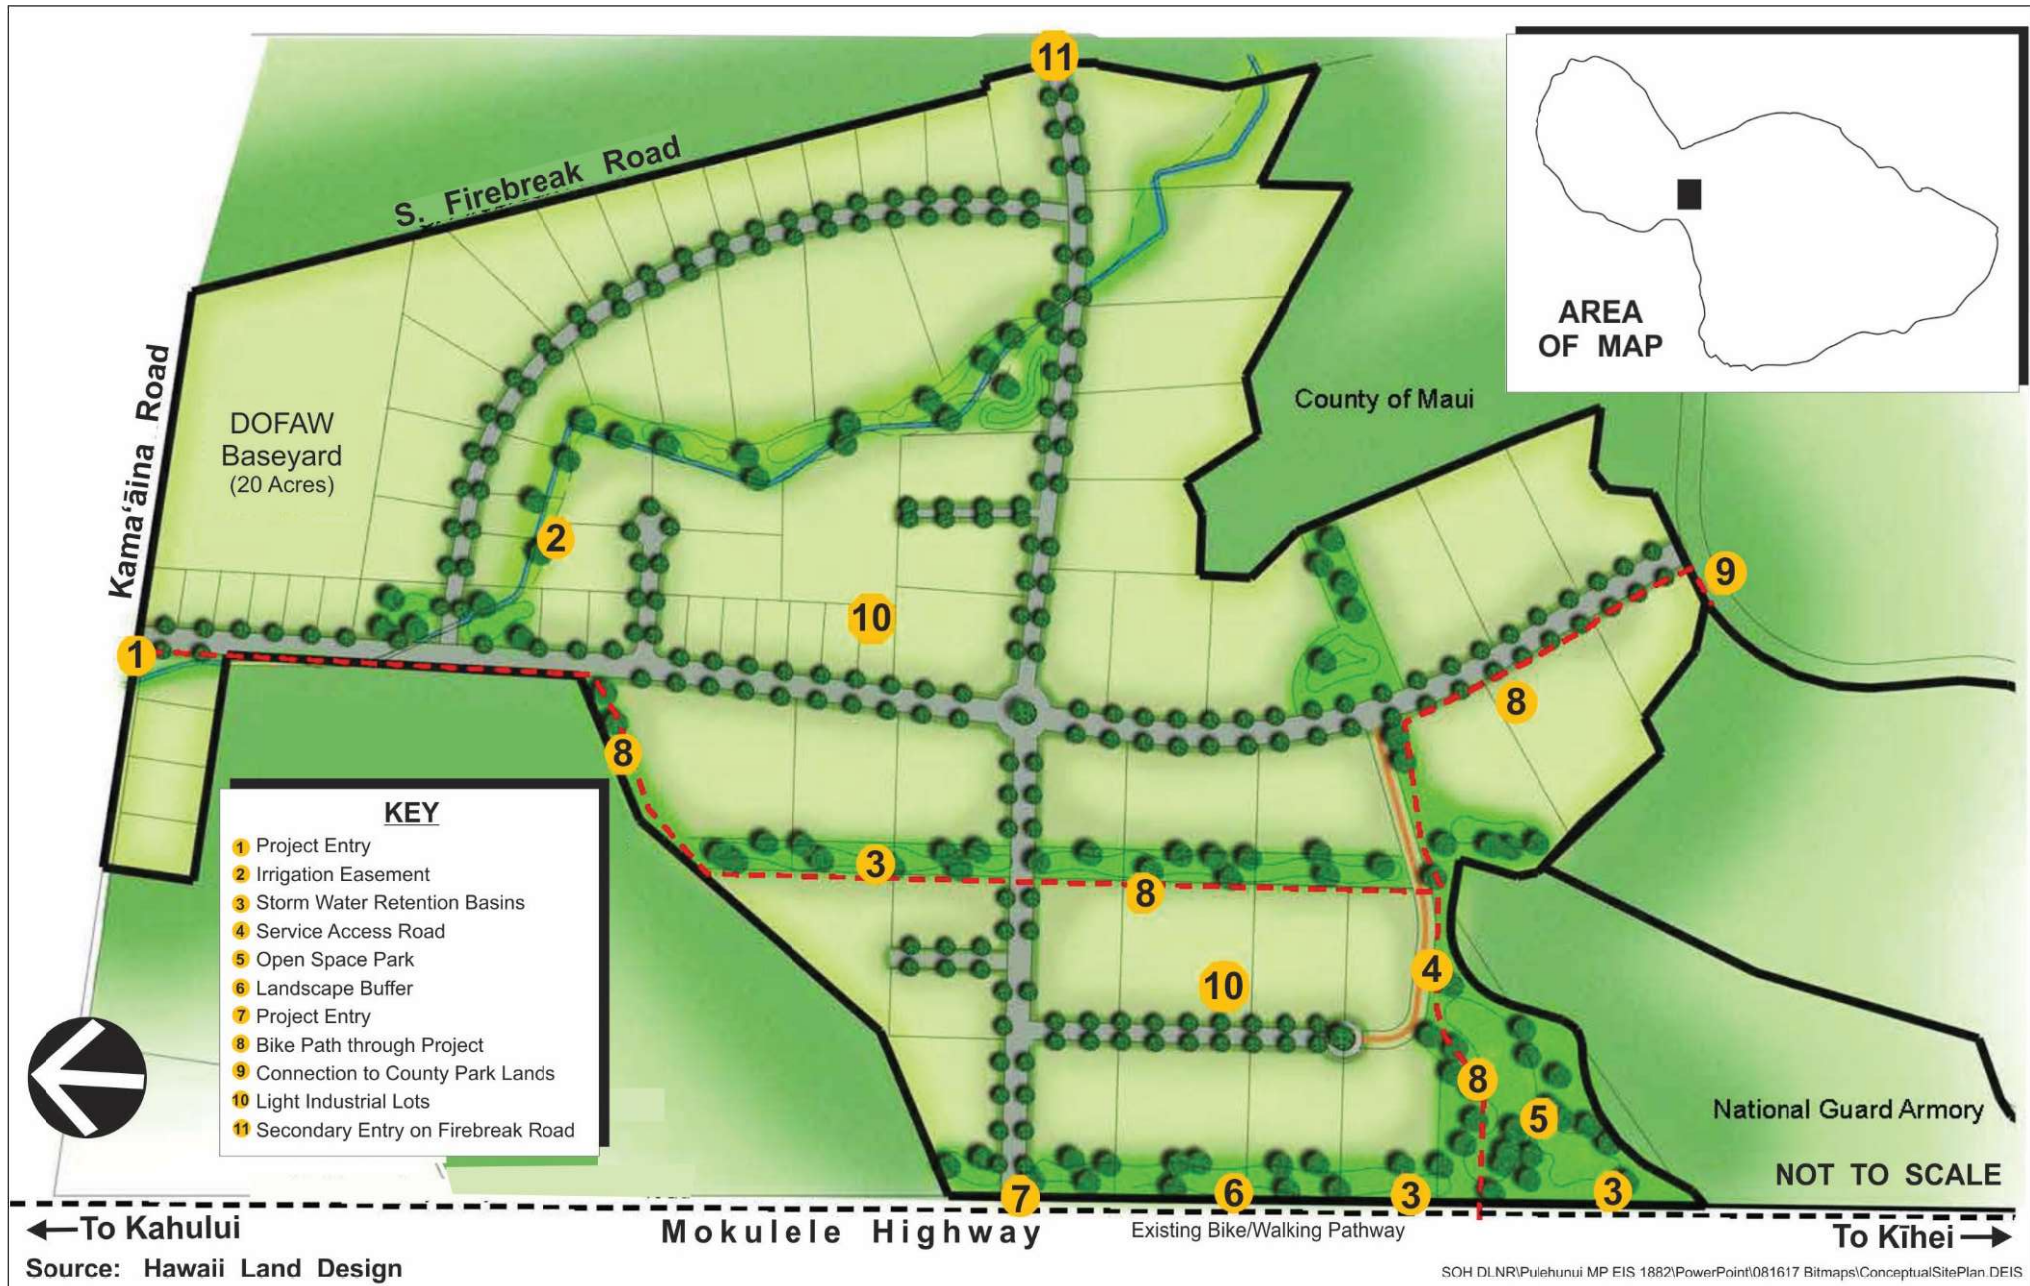 11
S. Firebreak Road
AREA
OF MAP
County of Maui
Kama‘āina Road
DOFAW
Baseyard
(20 Acres)
2
9
10
1
8
8
3
8
KEY
1 Project Entry
2 Irrigation Easement
3 Storm Water Retention Basins
4 Service Access Road
5 Open Space Park
6 Landscape Buffer
7 Project Entry
8 Bike Path through Project
9 Connection to County Park Lands
10 Light Industrial Lots
11 Secondary Entry on Firebreak Road
4
10
8
5
National Guard Armory
NOT TO SCALE
7
6
3
3
To Kahului
Mokulele Highway
Existing Bike/Walking Pathway
To Kīhei
Source: Hawaii Land Design
SOH DLNR\Pulehunui MP EIS 1882\PowerPoint\081617 Bitmaps\ConceptualSitePlan.DEIS